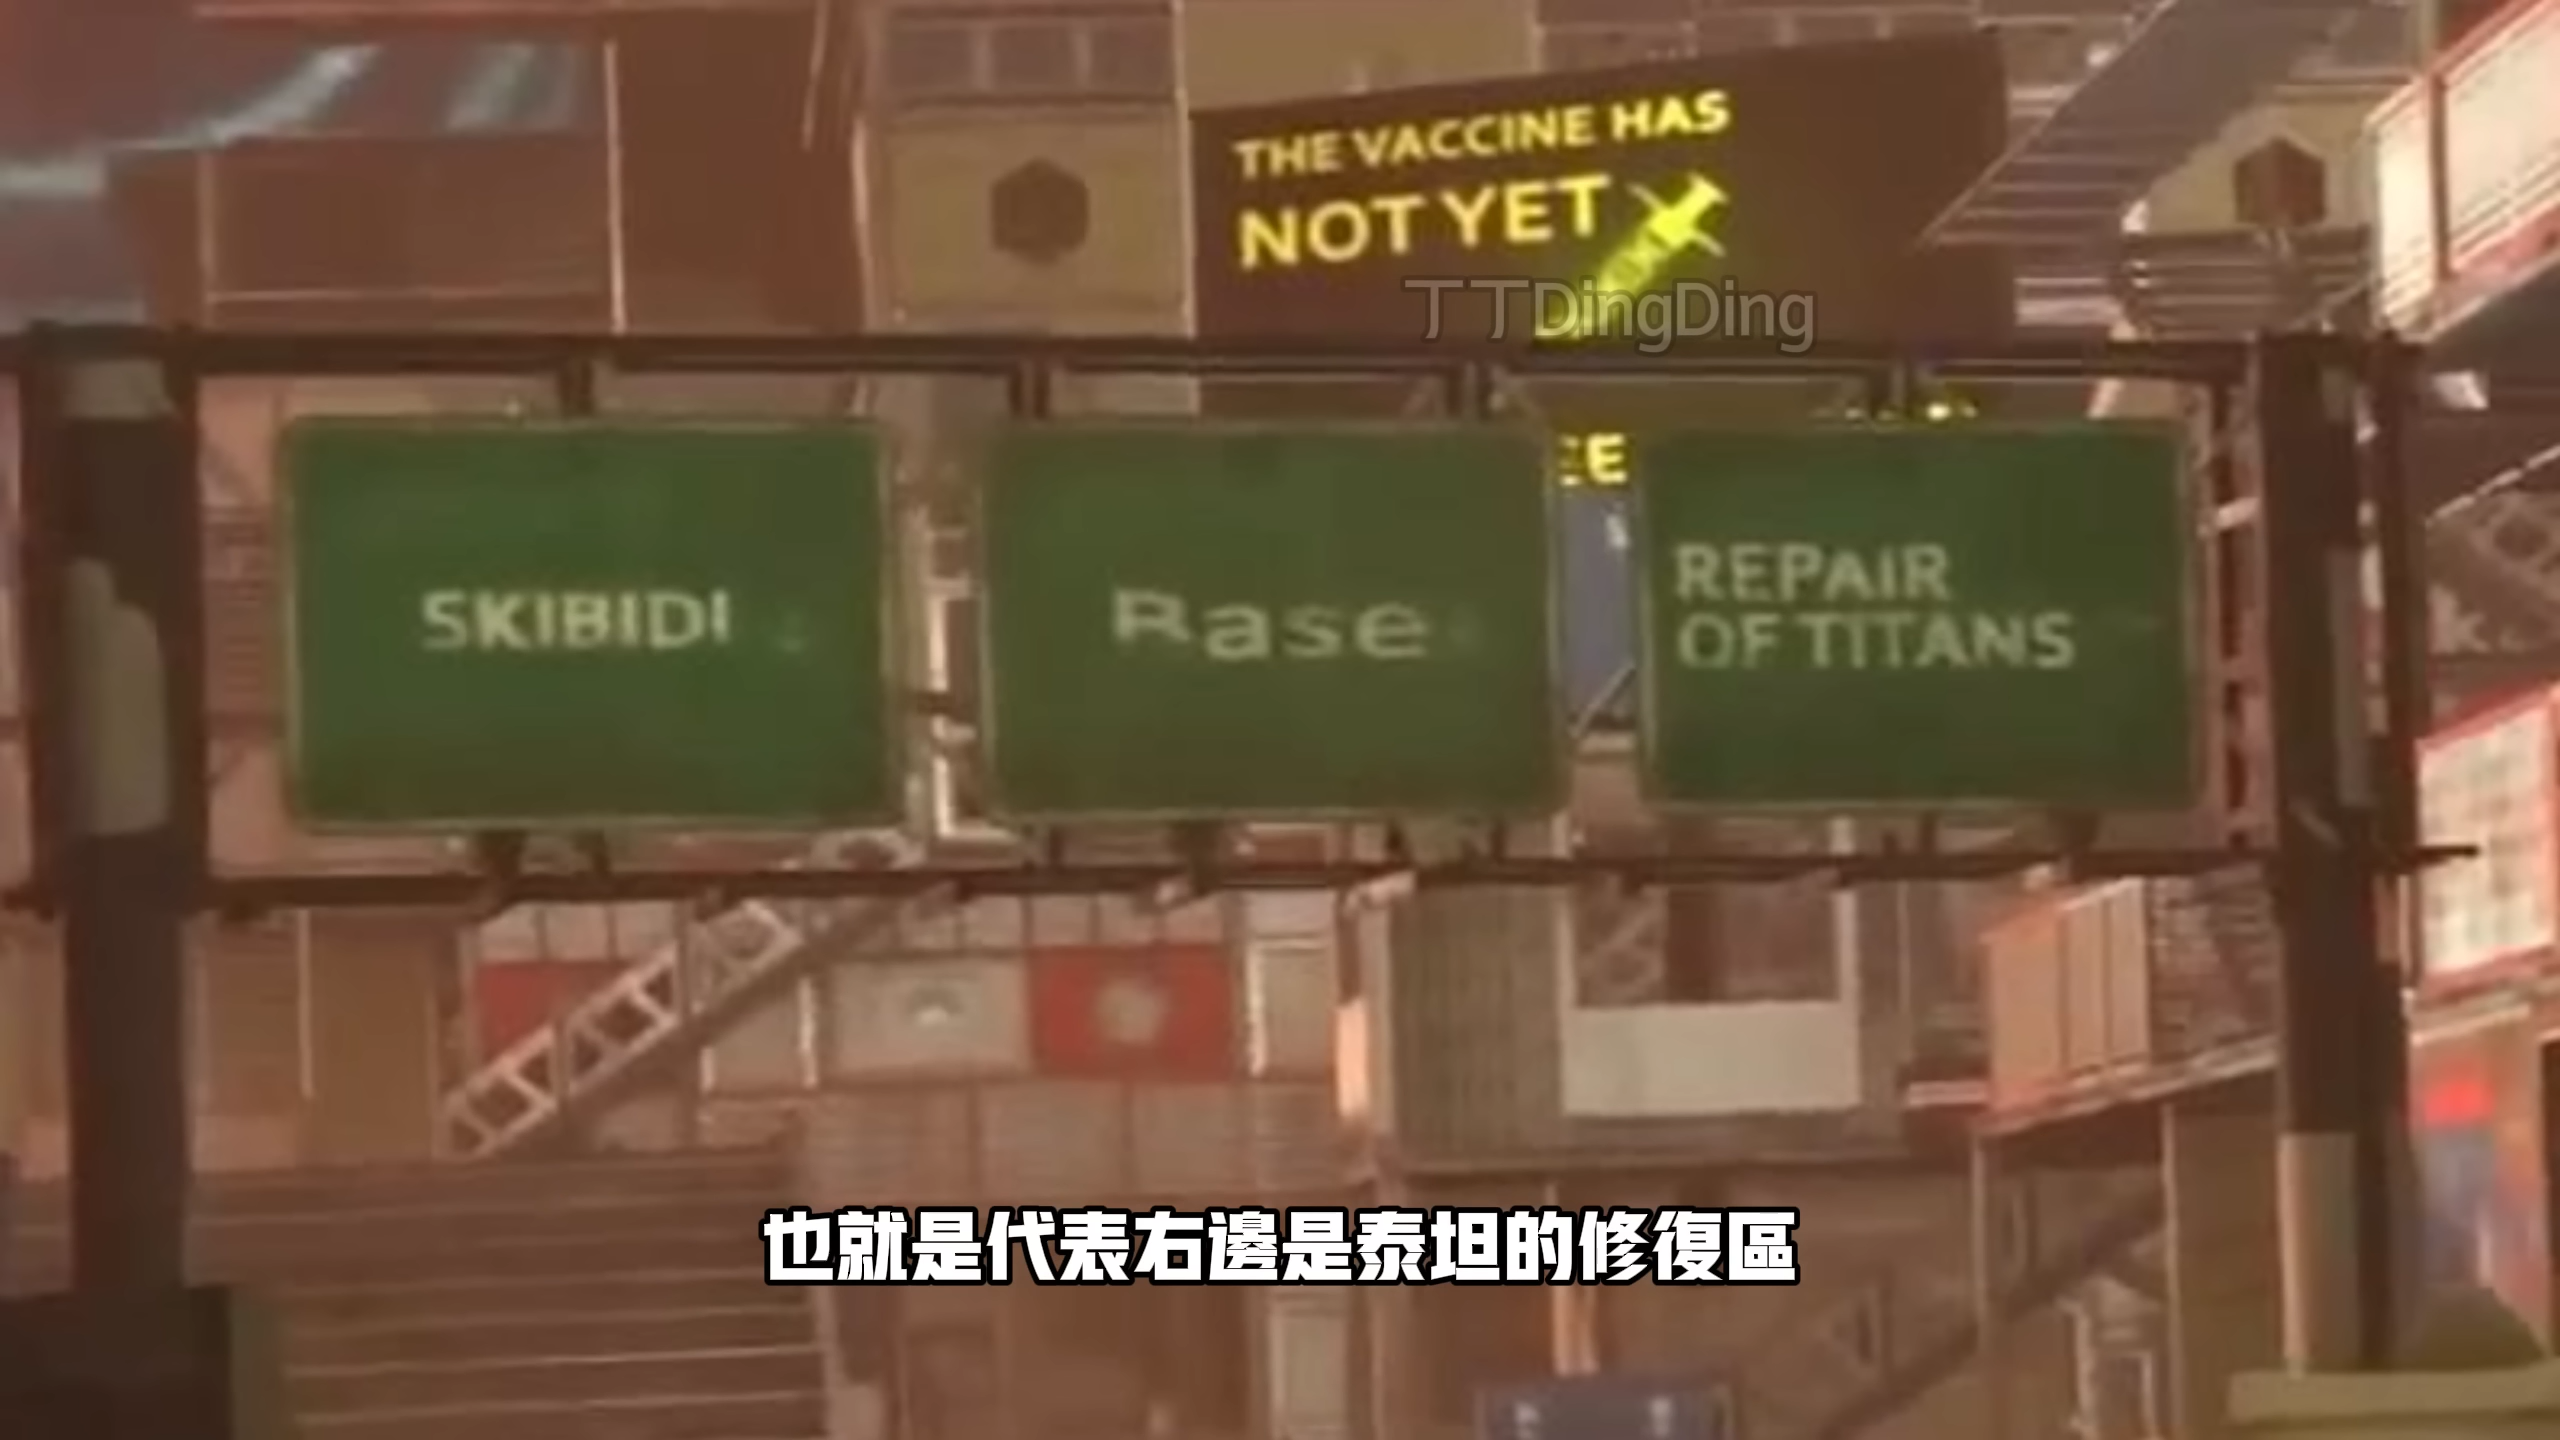 THE VACCINE HAS
NOT YET
丁丁DingDing
SKIBIDI
Base
REPAIR
OF TITANS
也就是代表右邊是泰坦的修復區